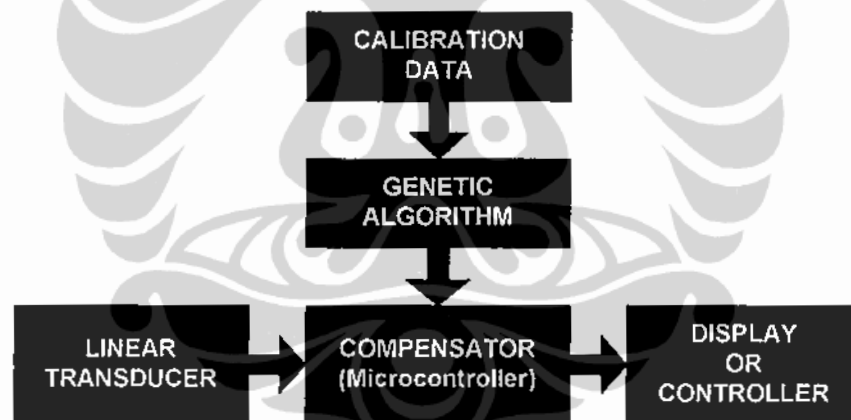 CALIBRATION
DATA
GENETIC
ALGORITHM
LINEAR
TRANSDUCER
COMPENSATOR
(Microcontroller)
DISPLAY
OR
CONTROLLER